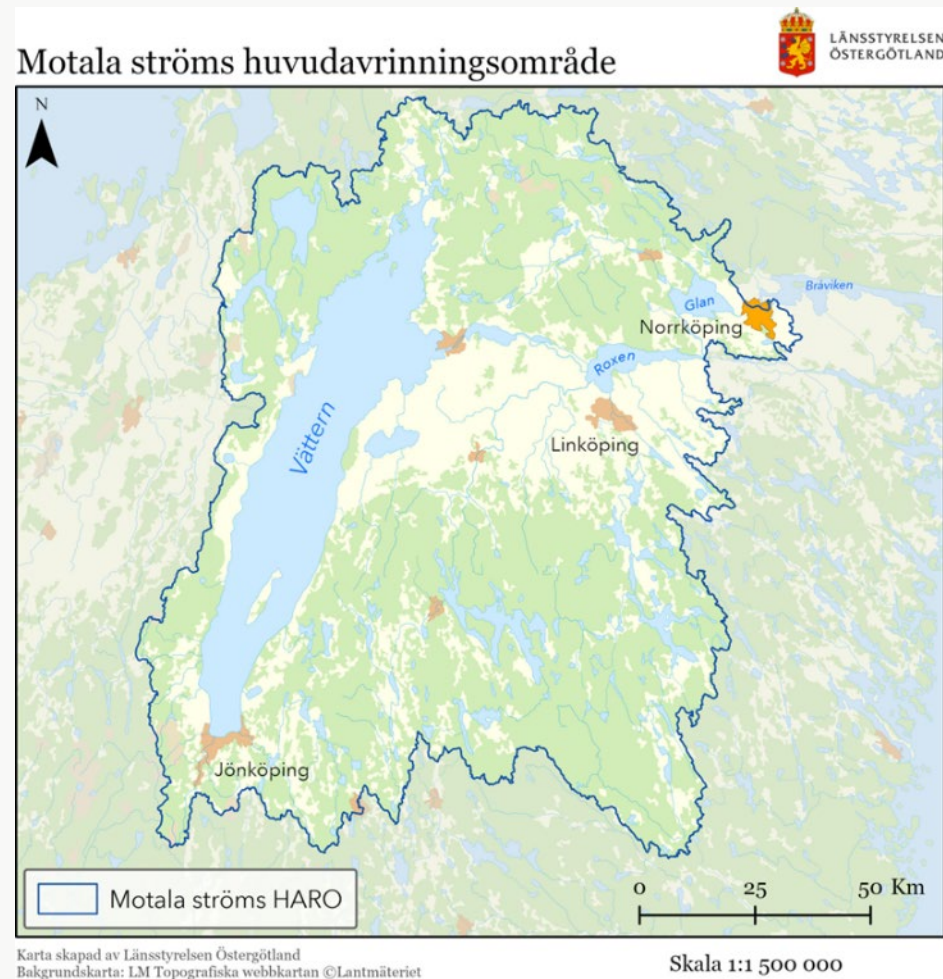 LÄNSSTYRELSEN
ÖSTERGÖTLAND
Motala ströms huvudavrinningsområde
N
Bråviken
Glan
Norrköping
Roxen
Vättern
Linköping
Jönköping
Motala ströms HARO
0 25 50 Km
Karta skapad av Länsstyrelsen Östergötland
Bakgrundskarta: LM Topografiska webbkartan ©Lantmäteriet
Skala 1:1 500 000